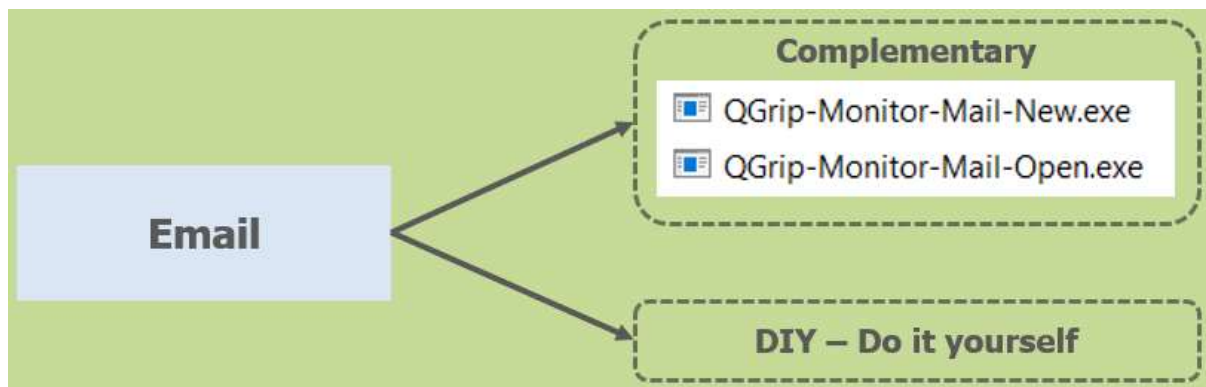 Complementary
QGrip-Monitor-Mail-New.exe
QGrip-Monitor-Mail-Open.exe
Email
DIY – Do it yourself